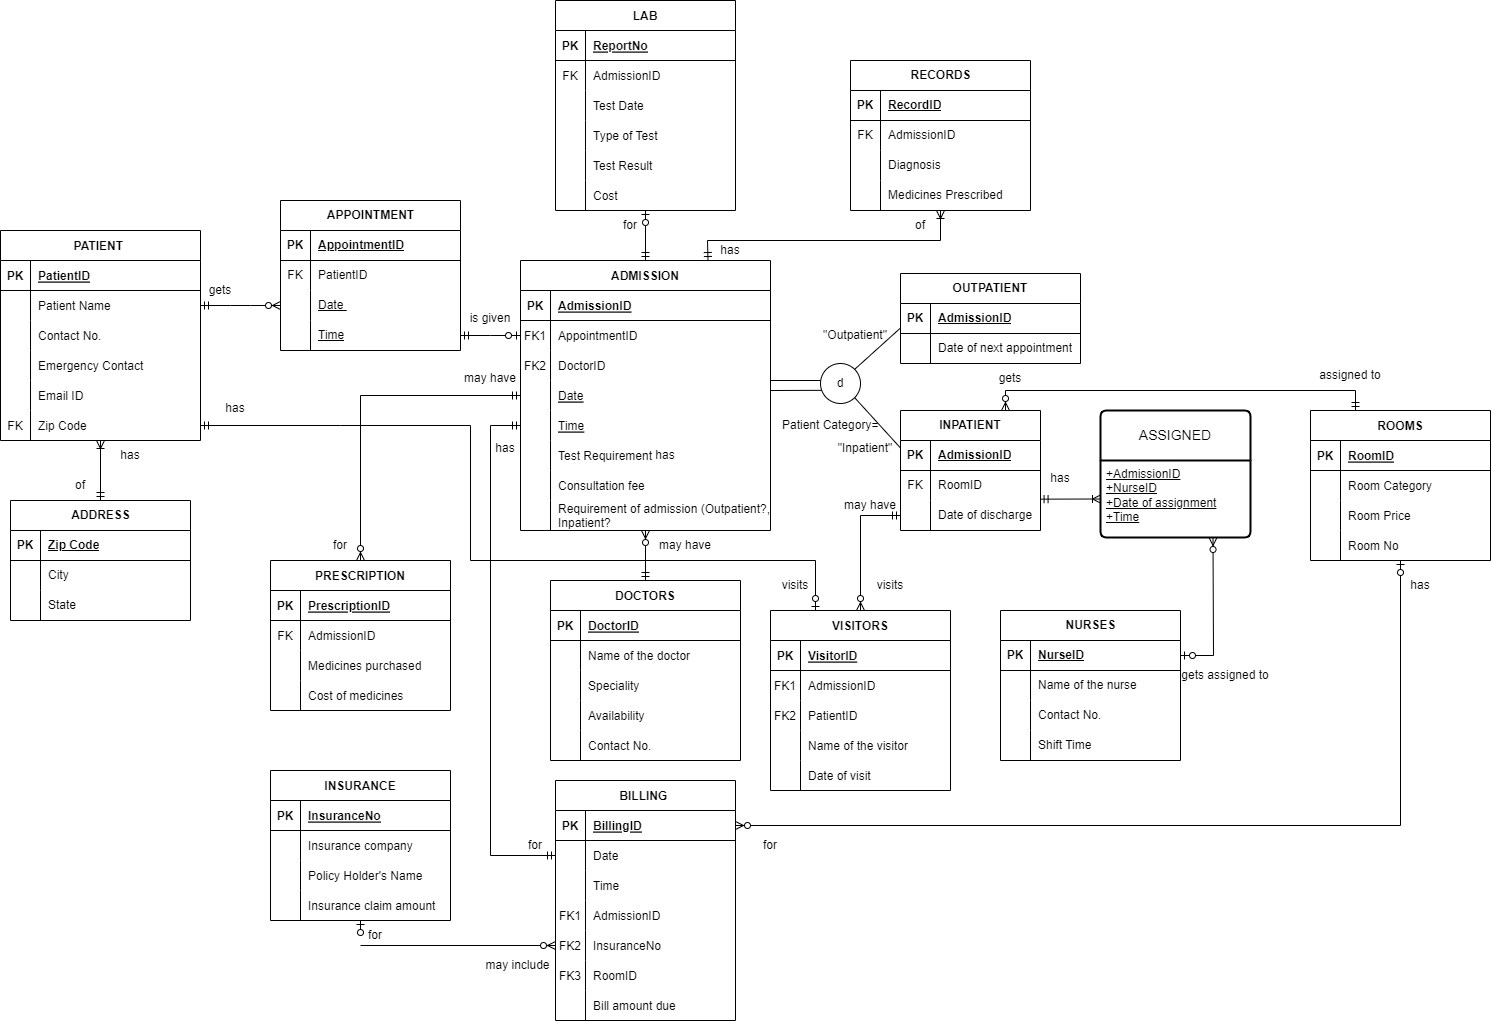 LAB
PK ReportNo
FK AdmissionID
Test Date
Type of Test
Test Result
Cost
for
RECORDS
PK RecordID
FK AdmissionID
Diagnosis
Medicines Prescribed
of
has
APPOINTMENT
PK AppointmentID
FK PatientID
Date
Time
PATIENT
PK PatientID
Patient Name
Contact No.
Emergency Contact
Email ID
FK Zip Code
gets
is given
may have
has
has
of
ADDRESS
PK Zip Code
City
State
ADMISSION
PK AdmissionID
FK1 AppointmentID
FK2 DoctorID
Date
Time
Test Requirement has
Consultation fee
Requirement of admission (Outpatient?,
Inpatient?
has
may have
OUTPATIENT
PK AdmissionID
Date of next appointment
"Outpatient"
d
Patient Category=
"Inpatient"
gets
assigned to
INPATIENT
PK AdmissionID
FK RoomID
Date of discharge
may have
has
ASSIGNED
+AdmissionID
+NurseID
+Date of assignment
+Time
ROOMS
PK RoomID
Room Category
Room Price
Room No
has
for
PRESCRIPTION
PK PrescriptionID
FK AdmissionID
Medicines purchased
Cost of medicines
DOCTORS
PK DoctorID
Name of the doctor
Speciality
Availability
Contact No.
visits
visits
VISITORS
PK VisitorID
FK1 AdmissionID
FK2 PatientID
Name of the visitor
Date of visit
NURSES
PK NurseID
Name of the nurse
Contact No.
Shift Time
gets assigned to
INSURANCE
PK InsuranceNo
Insurance company
Policy Holder's Name
Insurance claim amount
for
may include
BILLING
PK BillingID
Date
Time
FK1 AdmissionID
FK2 InsuranceNo
FK3 RoomID
Bill amount due
for
for